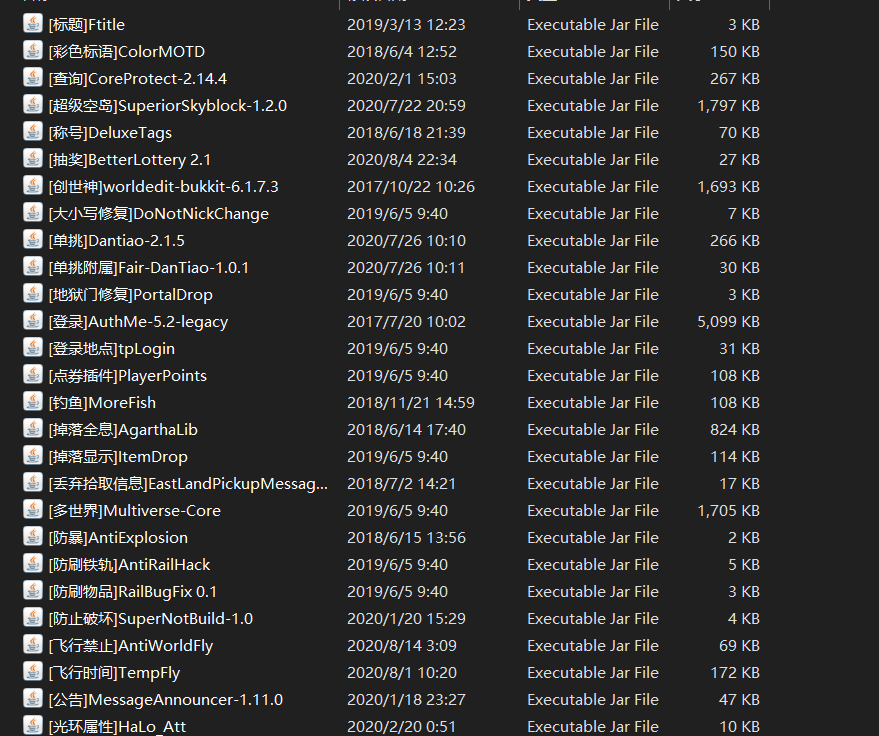 [标题]Ftitle 2019/3/13 12:23 Executable Jar File 3 KB
[彩色标语]ColorMOTD 2018/6/4 12:52 Executable Jar File 150 KB
[查询]CoreProtect-2.14.4 2020/2/1 15:03 Executable Jar File 267 KB
[超级空岛]SuperiorSkyblock-1.2.0 2020/7/22 20:59 Executable Jar File 1,797 KB
[称号]DeluxeTags 2018/6/18 21:39 Executable Jar File 70 KB
[抽奖]BetterLottery 2.1 2020/8/4 22:34 Executable Jar File 27 KB
[创世神]worldedit-bukkit-6.1.7.3 2017/10/22 10:26 Executable Jar File 1,693 KB
[大小写修复]DoNotNickChange 2019/6/5 9:40 Executable Jar File 7 KB
[单挑]Dantiao-2.1.5 2020/7/26 10:10 Executable Jar File 266 KB
[单挑附属]Fair-DanTiao-1.0.1 2020/7/26 10:11 Executable Jar File 30 KB
[地狱门修复]PortalDrop 2019/6/5 9:40 Executable Jar File 3 KB
[登录]AuthMe-5.2-legacy 2017/7/20 10:02 Executable Jar File 5,099 KB
[登录地点]tpLogin 2019/6/5 9:40 Executable Jar File 31 KB
[点券插件]PlayerPoints 2019/6/5 9:40 Executable Jar File 108 KB
[钓鱼]MoreFish 2018/11/21 14:59 Executable Jar File 108 KB
[掉落全息]AgarthaLib 2018/6/14 17:40 Executable Jar File 824 KB
[掉落显示]ItemDrop 2019/6/5 9:40 Executable Jar File 114 KB
[丢弃拾取信息]EastLandPickupMessag... 2018/7/2 14:21 Executable Jar File 17 KB
[多世界]Multiverse-Core 2019/6/5 9:40 Executable Jar File 1,705 KB
[防暴]AntiExplosion 2018/6/15 13:56 Executable Jar File 2 KB
[防刷铁轨]AntiRailHack 2019/6/5 9:40 Executable Jar File 5 KB
[防刷物品]RailBugFix 0.1 2019/6/5 9:40 Executable Jar File 3 KB
[防止破坏]SuperNotBuild-1.0 2020/1/20 15:29 Executable Jar File 4 KB
[飞行禁止]AntiWorldFly 2020/8/14 3:09 Executable Jar File 69 KB
[飞行时间]TempFly 2020/8/1 10:20 Executable Jar File 172 KB
[公告]MessageAnnouncer-1.11.0 2020/1/18 23:27 Executable Jar File 47 KB
[光环属性]HaLo_Att 2020/2/20 0:51 Executable Jar File 10 KB